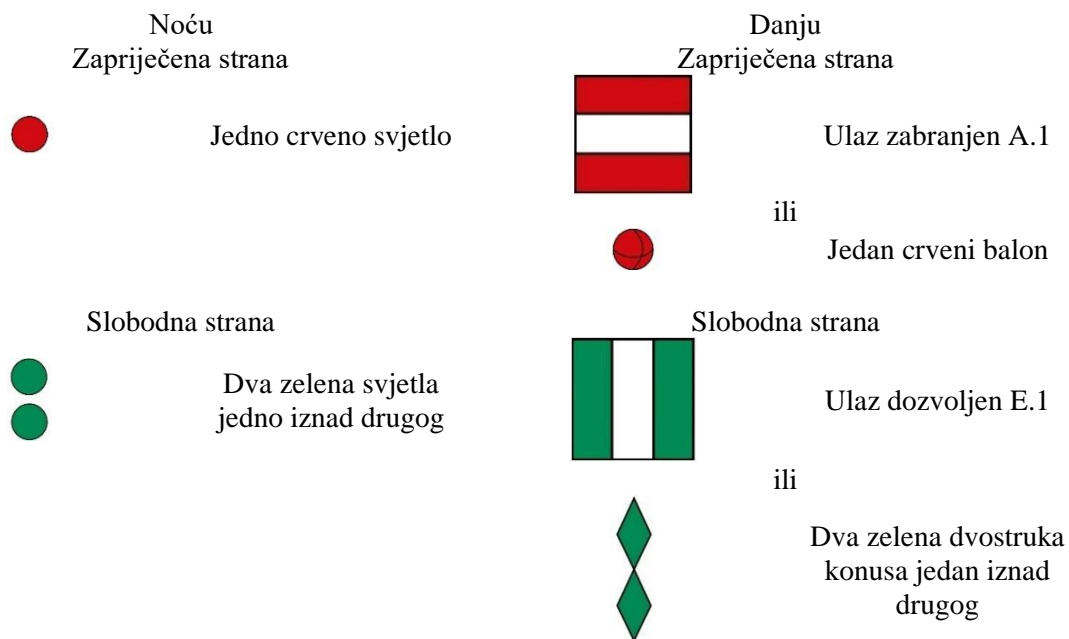 Noću
Zapriječena strana
Jedno crveno svjetlo
Slobodna strana
Dva zelena svjetla
jedno iznad drugog
Danju
Zapriječena strana
Ulaz zabranjen A.1
ili
Jedan crveni balon
Slobodna strana
Ulaz dozvoljen E.1
ili
Dva zelena dvostruka
konusa jedan iznad
drugog